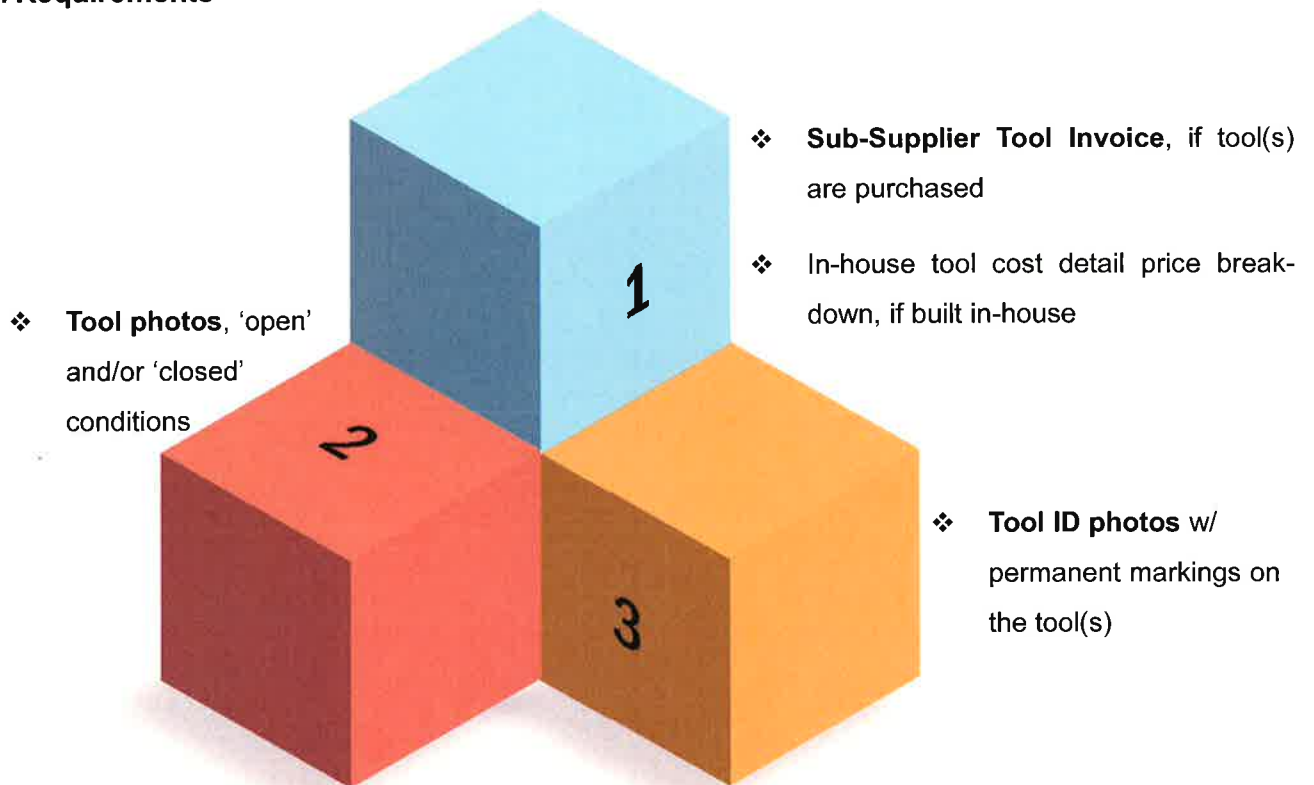 Requirements
❖ Sub-Supplier Tool Invoice, if tool(s)
are purchased
❖ In-house tool cost detail price break-
down, if built in-house
1
❖ Tool photos, ‘open’
and/or ‘closed’
conditions
2
❖ Tool ID photos w/
permanent markings on
the tool(s)
3